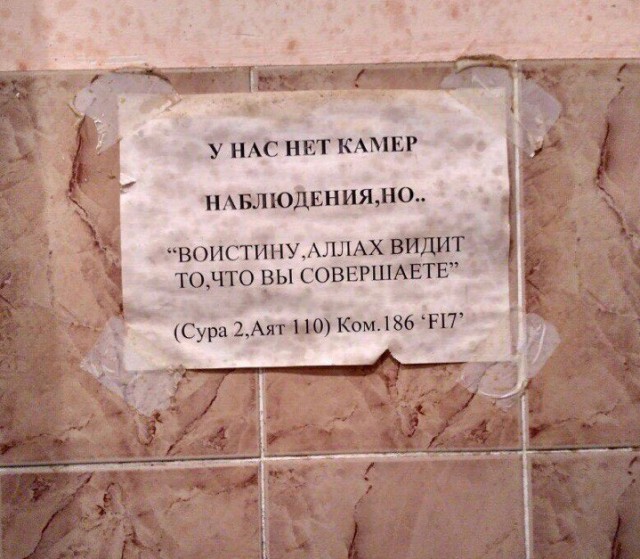 У НАС НЕТ КАМЕР
НАБЛЮДЕНИЯ,НО..
“ВОИСТИНУ,АЛЛАХ ВИДИТ
ТО,ЧТО ВЫ СОВЕРШАЕТЕ”
(Сура 2,Аят 110) Ком.186 ‘FI7’